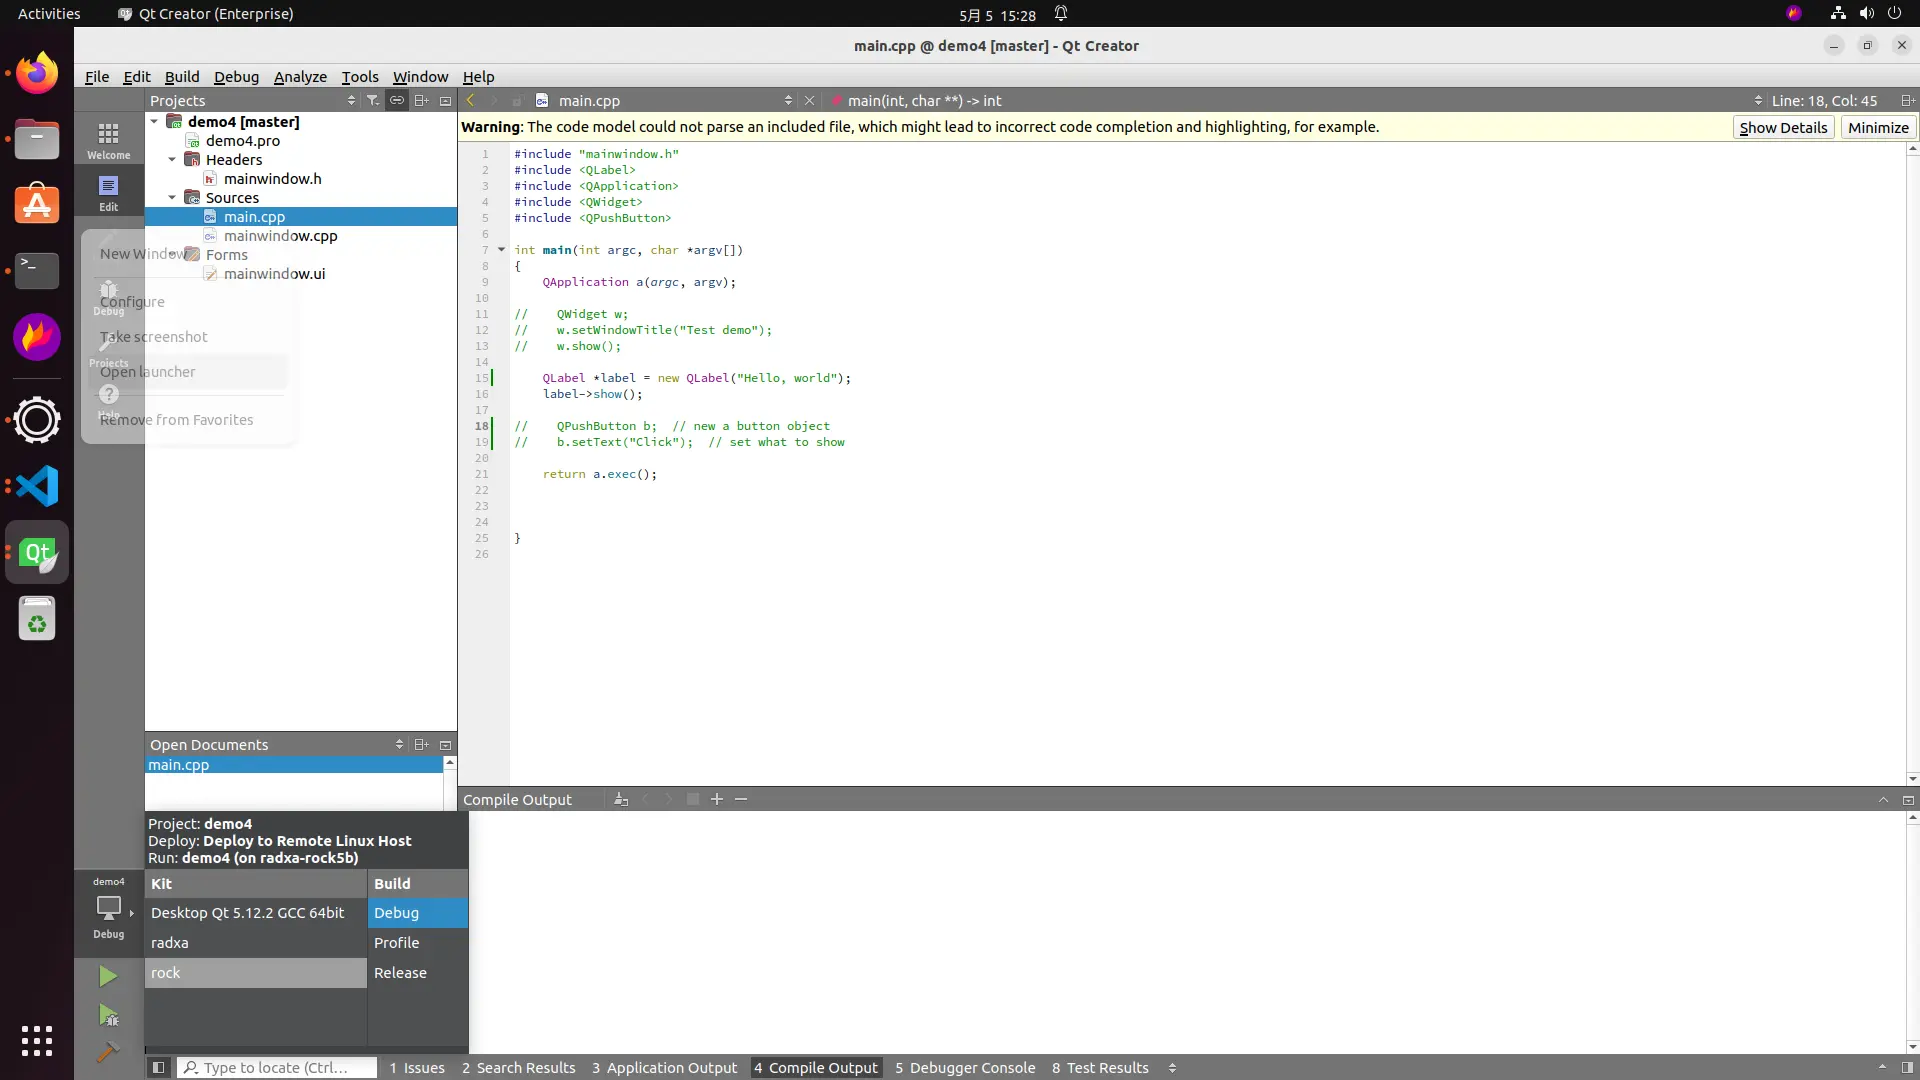 Activities
Qt Creator (Enterprise)
5月 5 15:28
main.cpp @ demo4 [master] - Qt Creator
File Edit Build Debug Analyze Tools Window Help
Projects
main.cpp
main(int, char **) -> int
Line: 18, Col: 45
Warning: The code model could not parse an included file, which might lead to incorrect code completion and highlighting, for example.
Show Details
Minimize
Welcome
Edit
Debug
Projects
Help
demo4 [master]
demo4.pro
Headers
mainwindow.h
Sources
main.cpp
mainwindow.cpp
Forms
mainwindow.ui
New Window
Configure
Take screenshot
Open launcher
Remove from Favorites
1 #include "mainwindow.h"
2 #include <QLabel>
3 #include <QApplication>
4 #include <QWidget>
5 #include <QPushButton>
6
7 int main(int argc, char *argv[])
8 {
9 QApplication a(argc, argv);
10
11 // QWidget w;
12 // w.setWindowTitle("Test demo");
13 // w.show();
14
15 QLabel *label = new QLabel("Hello, world");
16 label->show();
17
18 // QPushButton b; // new a button object
19 // b.setText("Click"); // set what to show
20
21 return a.exec();
22
23
24
25 }
26
Open Documents
main.cpp
Compile Output
Project: demo4
Deploy: Deploy to Remote Linux Host
Run: demo4 (on radxa-rock5b)
Kit
Build
Desktop Qt 5.12.2 GCC 64bit
Debug
radxa
Profile
rock
Release
demo4
Debug
Type to locate (Ctrl...
1 Issues
2 Search Results
3 Application Output
4 Compile Output
5 Debugger Console
8 Test Results
Qt